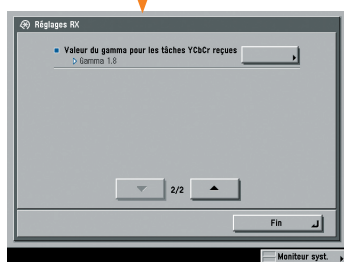 Réglages RX
Valeur du gamma pour les tâches YCbCr reçues
Gamma 1.8
2/2
Fin
Moniteur syst.